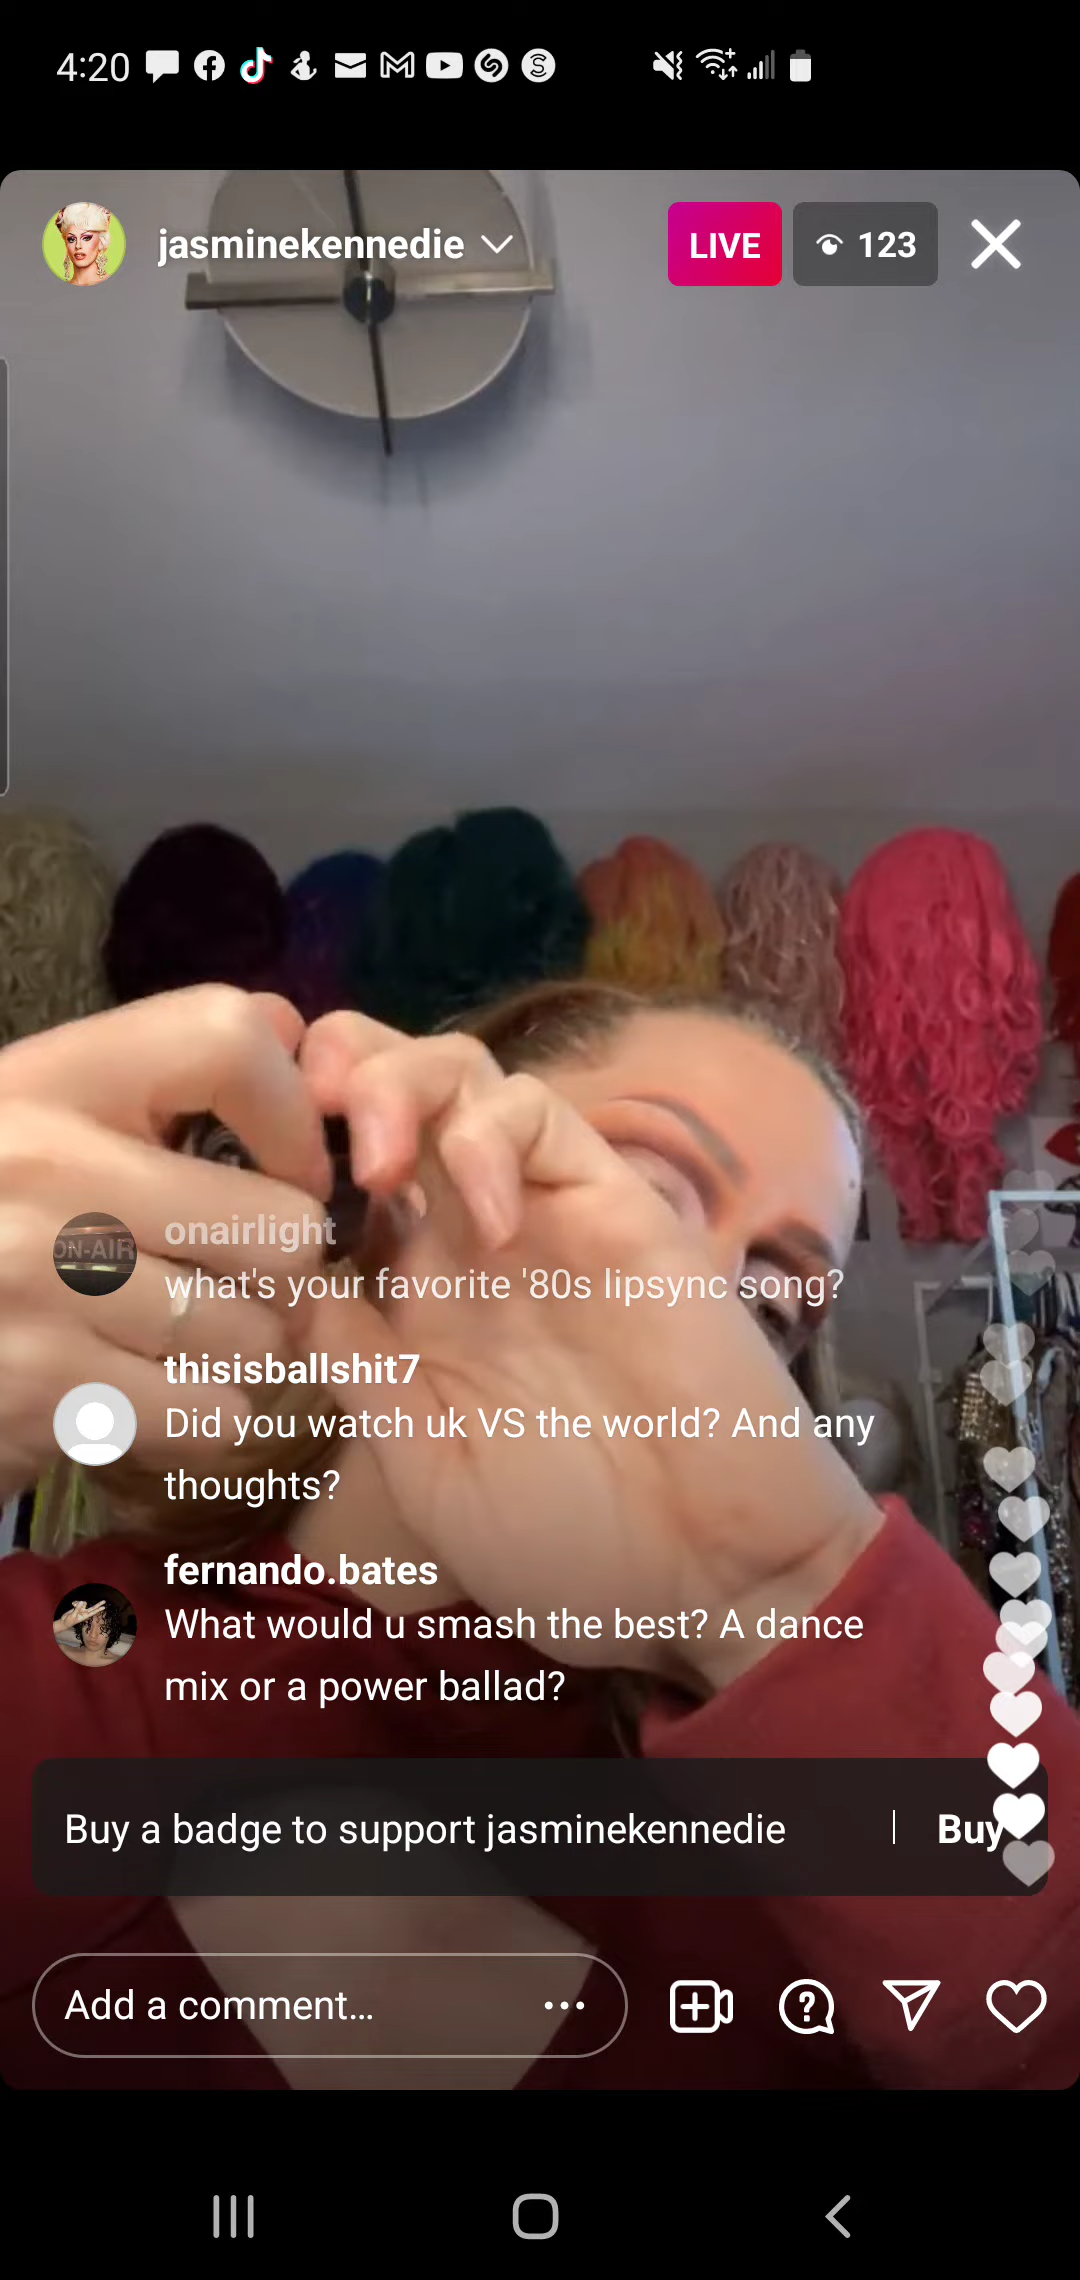 4:20
jasminekennedie
LIVE
123
ON-AIR
onairlight
what's your favorite '80s lipsync song?
thisisballshit7
Did you watch uk VS the world? And any
thoughts?
fernando.bates
What would u smash the best? A dance
mix or a power ballad?
Buy a badge to support jasminekennedie
Buy
Add a comment...